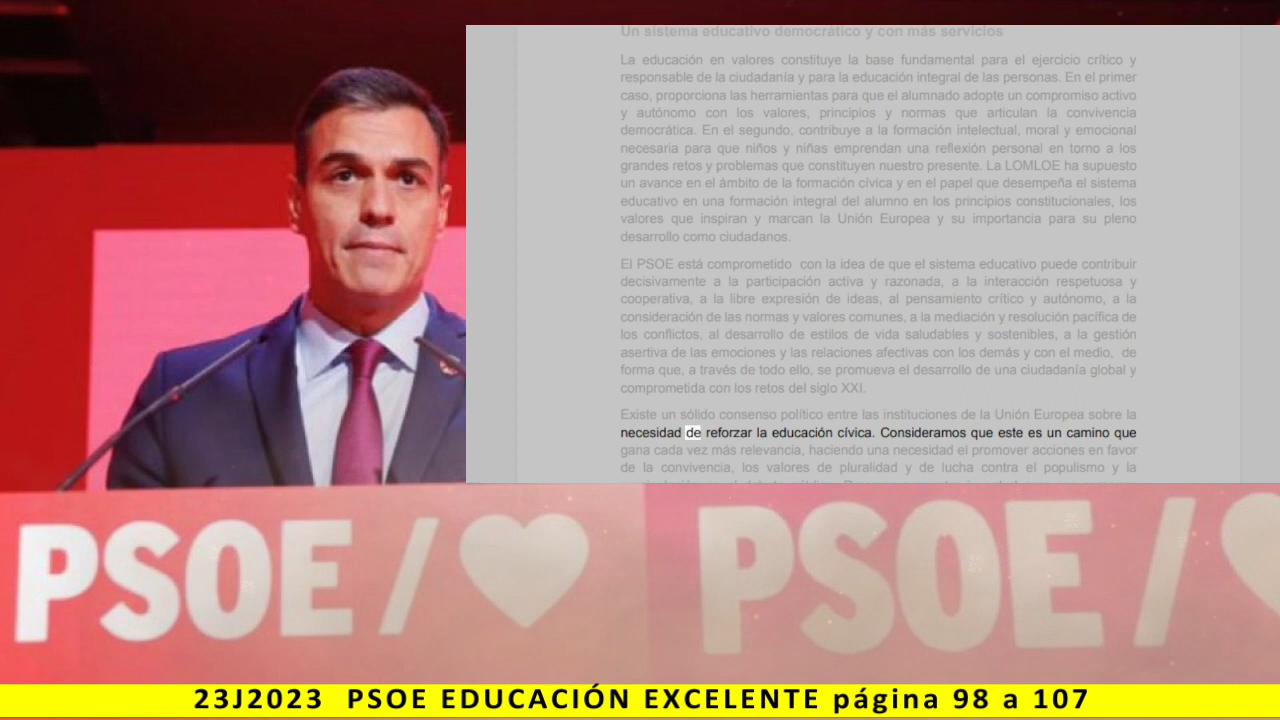 Un sistema educativo democrático y con más servicios
La educación en valores constituye la base fundamental para el ejercicio crítico y
responsable de la ciudadanía y para la educación integral de las personas. En el primer
caso, proporciona las herramientas para que el alumnado adopte un compromiso activo
y autónomo con los valores, principios y normas que articulan la convivencia
democrática. En el segundo, contribuye a la formación intelectual, moral y emocional
necesaria para que niños y niñas emprendan una reflexión personal en torno a los
grandes retos y problemas que constituyen nuestro presente. La LOMLOE ha supuesto
un avance en el ámbito de la formación cívica y en el papel que desempeña el sistema
educativo en una formación integral del alumno en los principios constitucionales, los
valores que inspiran y marcan la Unión Europea y su importancia para su pleno
desarrollo como ciudadanos.
El PSOE está comprometido con la idea de que el sistema educativo puede contribuir
decisivamente a la participación activa y razonada, a la interacción respetuosa y
cooperativa, a la libre expresión de ideas, al pensamiento crítico y autónomo, a la
consideración de las normas y valores comunes, a la mediación y resolución pacífica de
los conflictos, al desarrollo de estilos de vida saludables y sostenibles, a la gestión
asertiva de las emociones y las relaciones afectivas con los demás y con el medio, de
forma que, a través de todo ello, se promueva el desarrollo de una ciudadanía global y
comprometida con los retos del siglo XXI.
Existe un sólido consenso político entre las instituciones de la Unión Europea sobre la
necesidad de reforzar la educación cívica. Consideramos que este es un camino que
gana cada vez más relevancia, haciendo una necesidad el promover acciones en favor
de la convivencia, los valores de pluralidad y de lucha contra el populismo y la
PSOE / PSOE /
23J2023 PSOE EDUCACIÓN EXCELENTE página 98 a 107